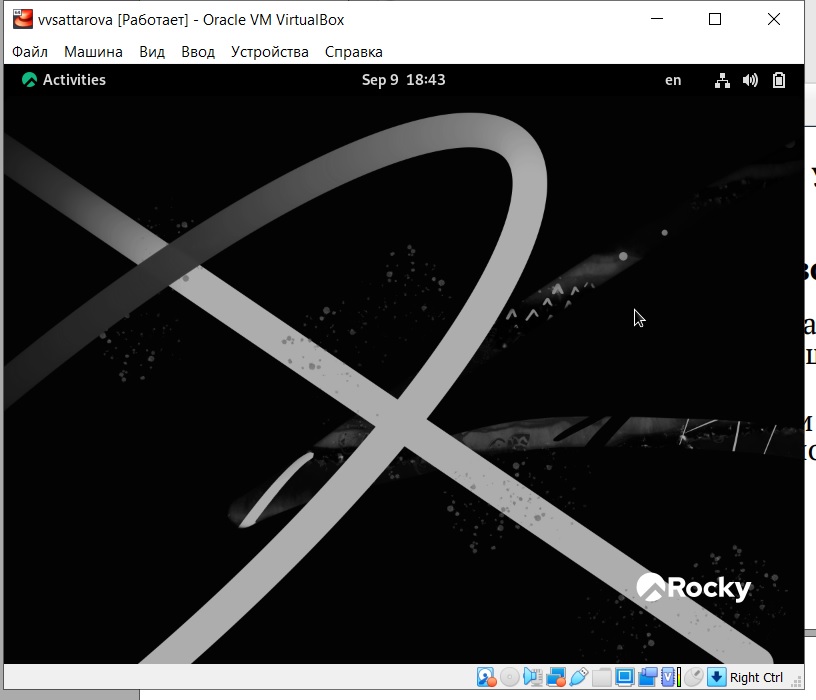 vvsattarova [Работает] - Oracle VM VirtualBox
Файл Машина Вид Ввод Устройства Справка
Activities Sep 9 18:43 en
Rocky
Right Ctrl